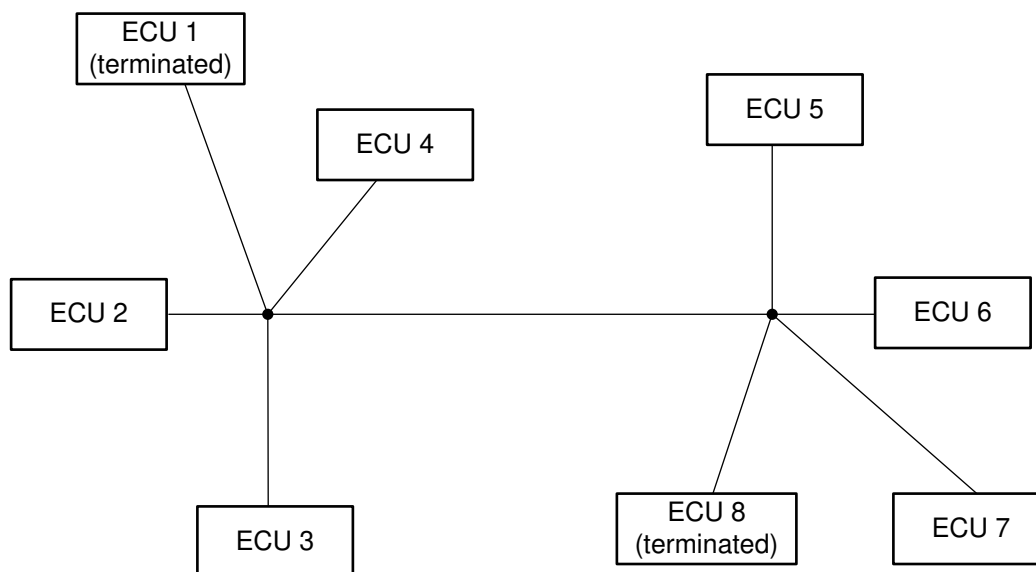 ECU 1
(terminated)
ECU 4
ECU 5
ECU 2
ECU 6
ECU 3
ECU 8
(terminated)
ECU 7